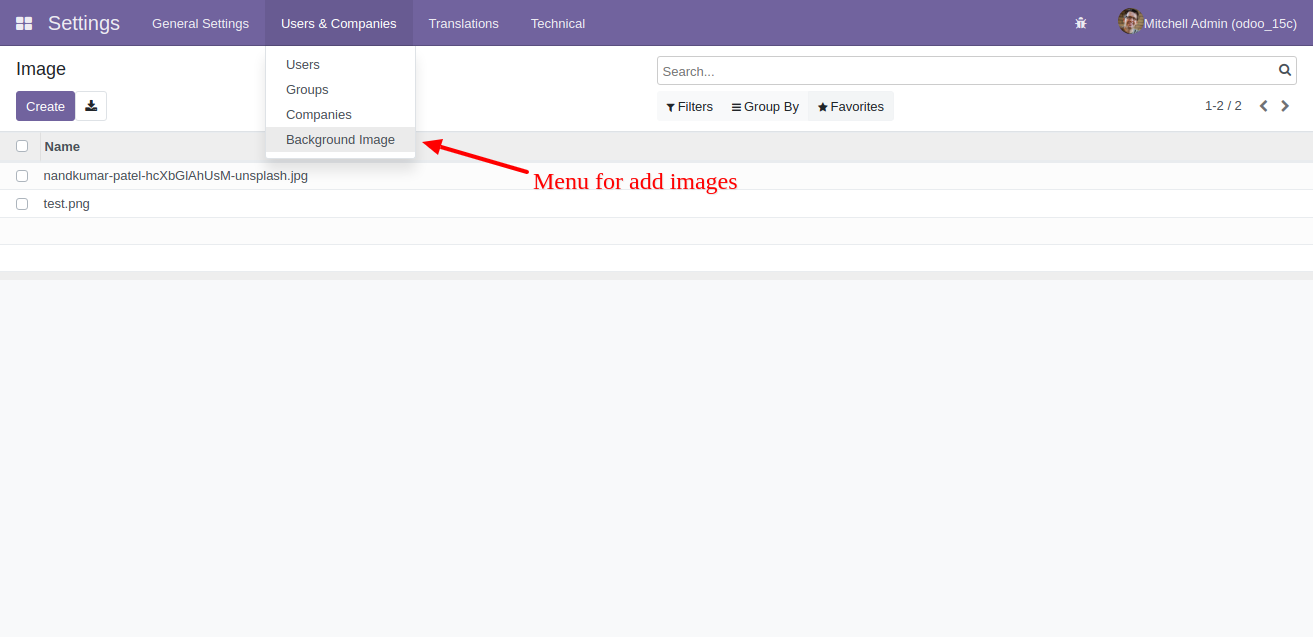 Settings General Settings Users & Companies Translations Technical Mitchell Admin (odoo_15c)
Image
Search...
Create
Filters Group By Favorites
1-2 / 2
Users
Groups
Companies
Background Image
Menu for add images
Name
nandkumar-patel-hcXbGlAhUsM-unsplash.jpg
test.png